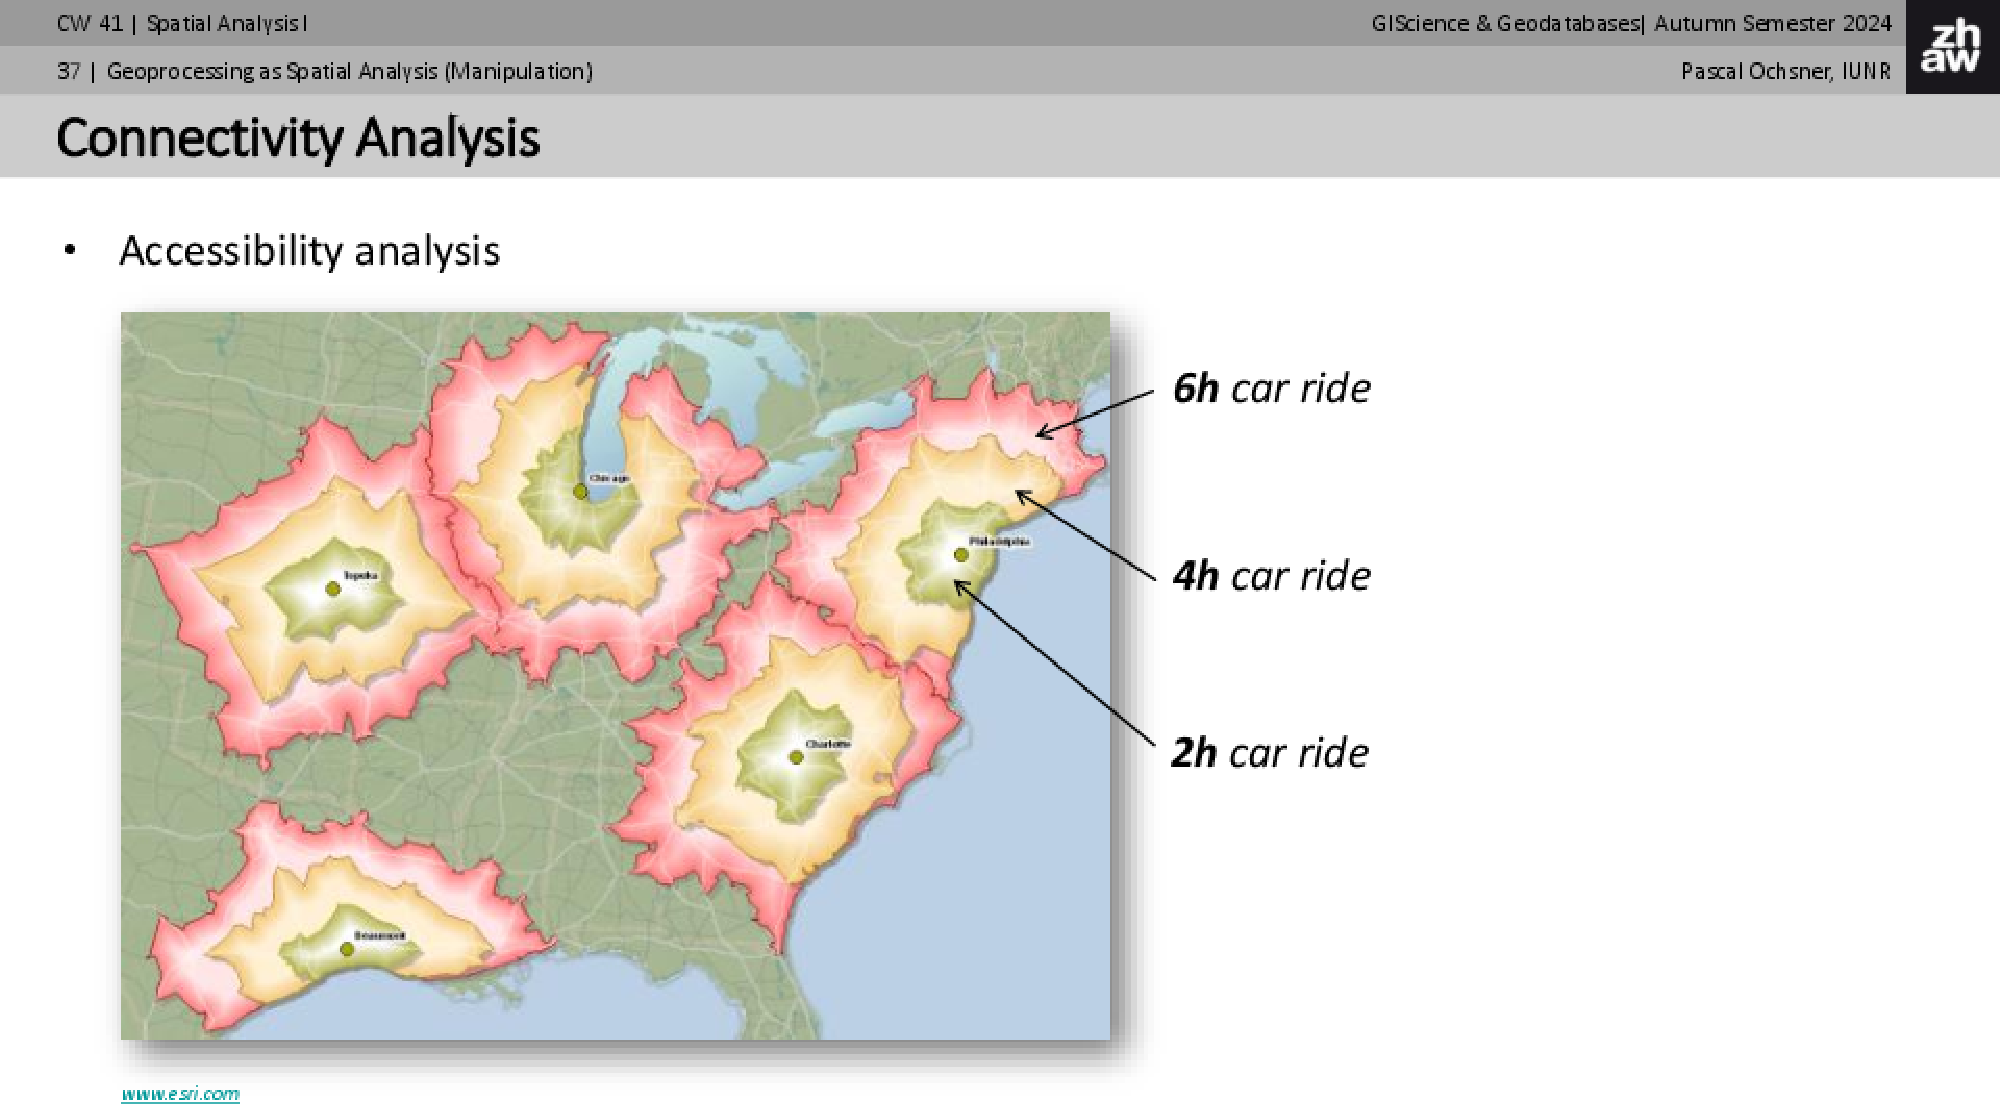 CW 41 | Spatial Analysis I
GIScience & Geodatabases| Autumn Semester 2024
zh
aw
37 | Geoprocessing as Spatial Analysis (Manipulation)
Pascal Ochsner, IUNR
Connectivity Analysis
• Accessibility analysis
6h car ride
Chicago
Philadelphia
4h car ride
Topeka
Charlotte
2h car ride
Beaumont
www.esri.com